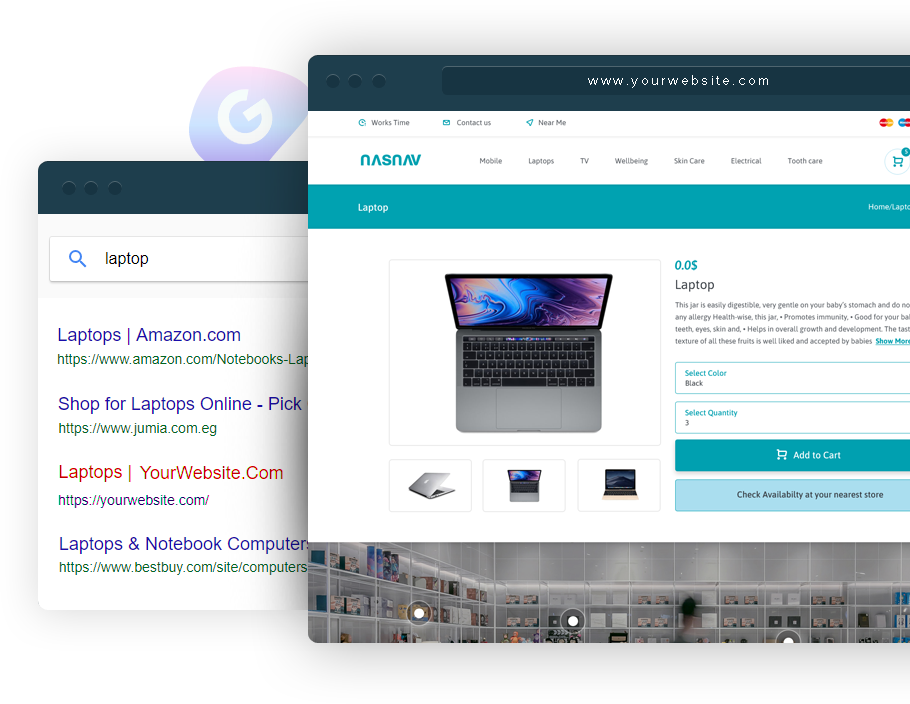 www.yourwebsite.com
Works Time
Contact us
Near Me
NASNAV
Mobile
Laptops
TV
Wellbeing
Skin Care
Electrical
Tooth care
Laptop
laptop
Laptops | Amazon.com
https://www.amazon.com/Notebooks-Lap
Shop for Laptops Online - Pick
https://www.jumia.com.eg
Laptops | YourWebsite.Com
https://yourwebsite.com/
Laptops & Notebook Computers
https://www.bestbuy.com/site/computers
Home/Lapto
0.0$
Laptop
This jar is easily digestible, very gentle on your baby's stomach and do no
any allergy Health-wise, this jar, • Promotes immunity, • Good for your bab
teeth, eyes, skin and, • Helps in overall growth and development. The tast
texture of all these fruits is well liked and accepted by babies Show More
Select Color
Black
Select Quantity
3
Add to Cart
Check Availabilty at your nearest store